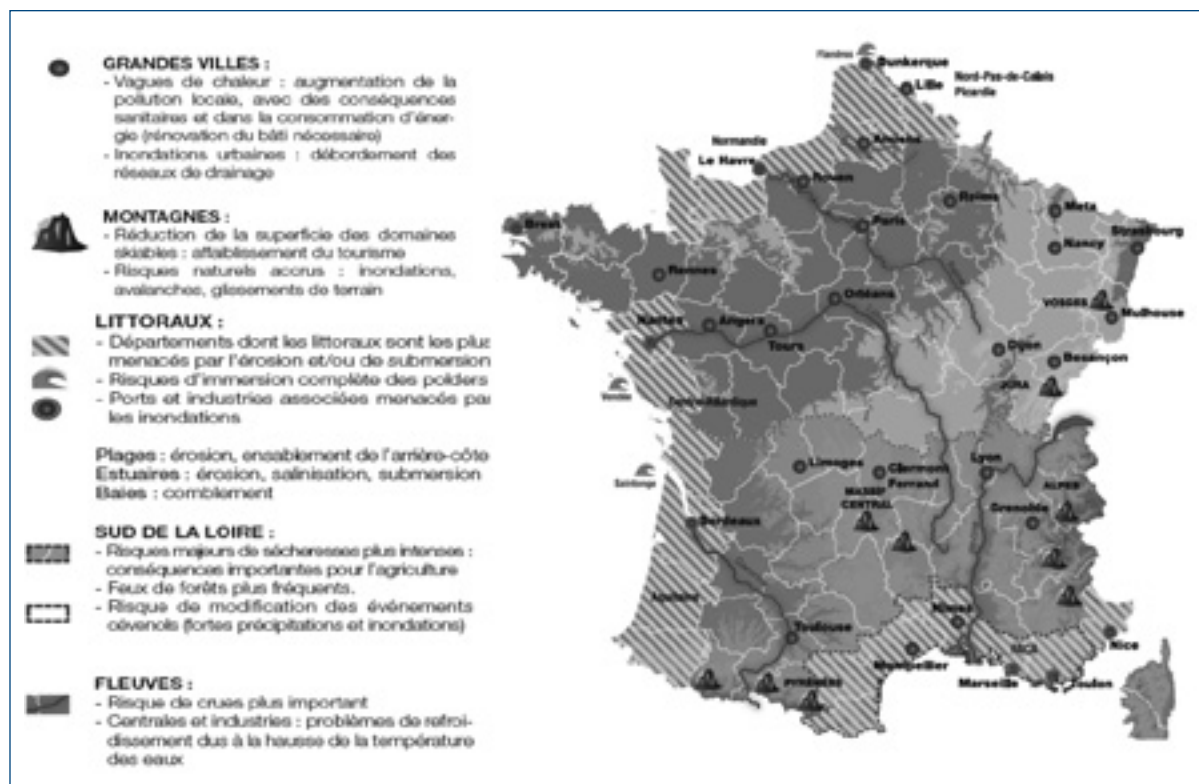 GRANDES VILLES :
- Vagues de chaleur : augmentation de la
pollution locale, avec des conséquences
sanitaires et dans la consommation d'éner-
gie (rénovation du bâti nécessaire)
- Inondations urbaines : débordement des
réseaux de drainage
MONTAGNES :
- Réduction de la superficie des domaines
skiables : affaiblissement du tourisme
- Risques naturels accrus : inondations,
avalanches, glissements de terrain
LITTORAUX :
- Départements dont les littoraux sont les plus
menacés par l'érosion et/ou de submersion
- Risques d'immersion complète des polders
- Ports et industries associées menacés par
les inondations
Plages : érosion, ensablement de l'arrière-côte
Estuaires : érosion, salinisation, submersion
Baies : comblement
SUD DE LA LOIRE :
- Risques majeurs de sécheresses plus intenses :
conséquences importantes pour l'agriculture
- Feux de forêts plus fréquents.
- Risque de modification des événements
cévenols (fortes précipitations et inondations)
FLEUVES :
- Risque de crues plus important
- Centrales et industries : problèmes de refroi-
dissement dus à la hausse de la température
des eaux
Flandres
Dunkerque
Lille
Nord-Pas-de-Calais
Picardie
Amiens
Normandie
Le Havre
Rouen
Reims
Paris
Metz
Nancy
Strasbourg
Brest
Rennes
Orléans
VOSGES
Mulhouse
Nantes
Angers
Tours
Dijon
Besançon
JURA
Vendée
Limoges
Clermont
Ferrand
Lyon
MASSIF
CENTRAL
ALPES
Grenoble
Saintonge
Bordeaux
Aquitaine
Toulouse
Nîmes
Montpellier
PACA
Nice
Marseille
Toulon
PYRÉNÉES